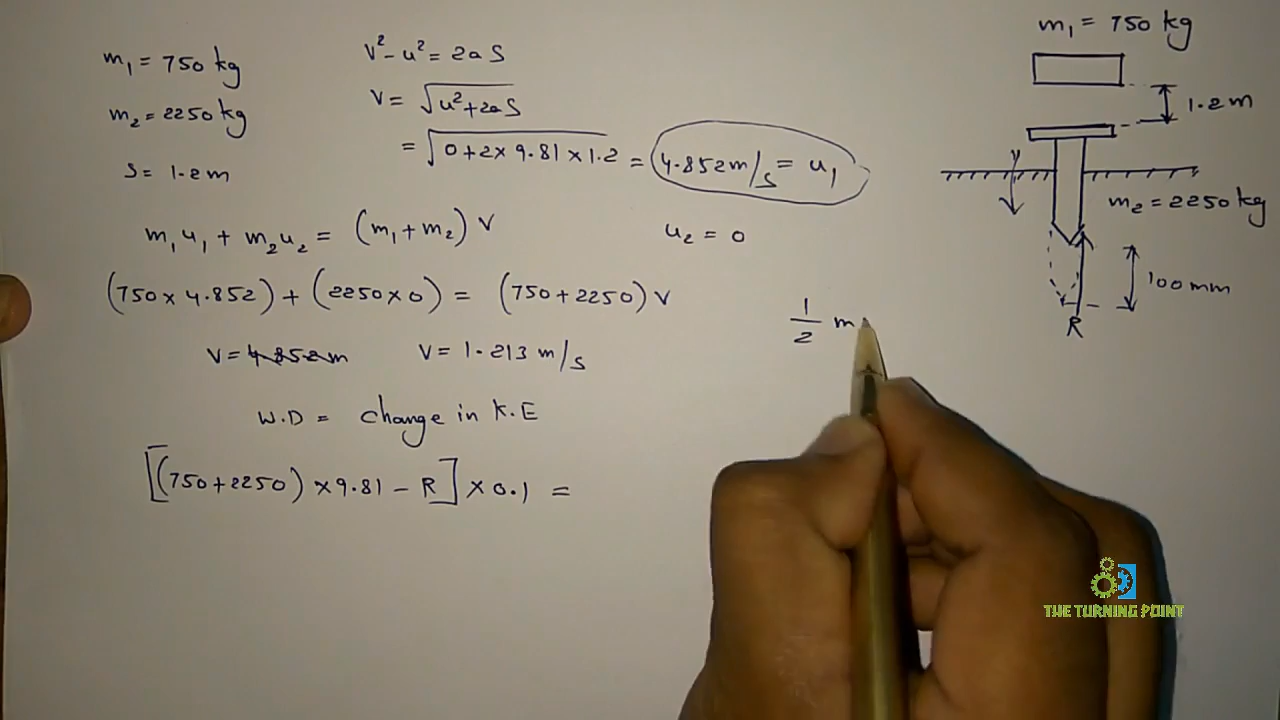 m₁ = 750 kg
m₂ = 2250 kg
S = 1.2 m
V² - u² = 2aS
V = √(u² + 2aS)
= √(0 + 2 × 9.81 × 1.2) = 4.852 m/s = u₁
m₁u₁ + m₂u₂ = (m₁ + m₂) V
u₂ = 0
(750 × 4.852) + (2250 × 0) = (750 + 2250) V
V = 4.852 m
V = 1.213 m/s
W.D = change in K.E
[(750 + 2250) × 9.81 - R] × 0.1 =
1/2 m
m₁ = 750 kg
1.2 m
m₂ = 2250 kg
100 mm
R
THE TURNING POINT